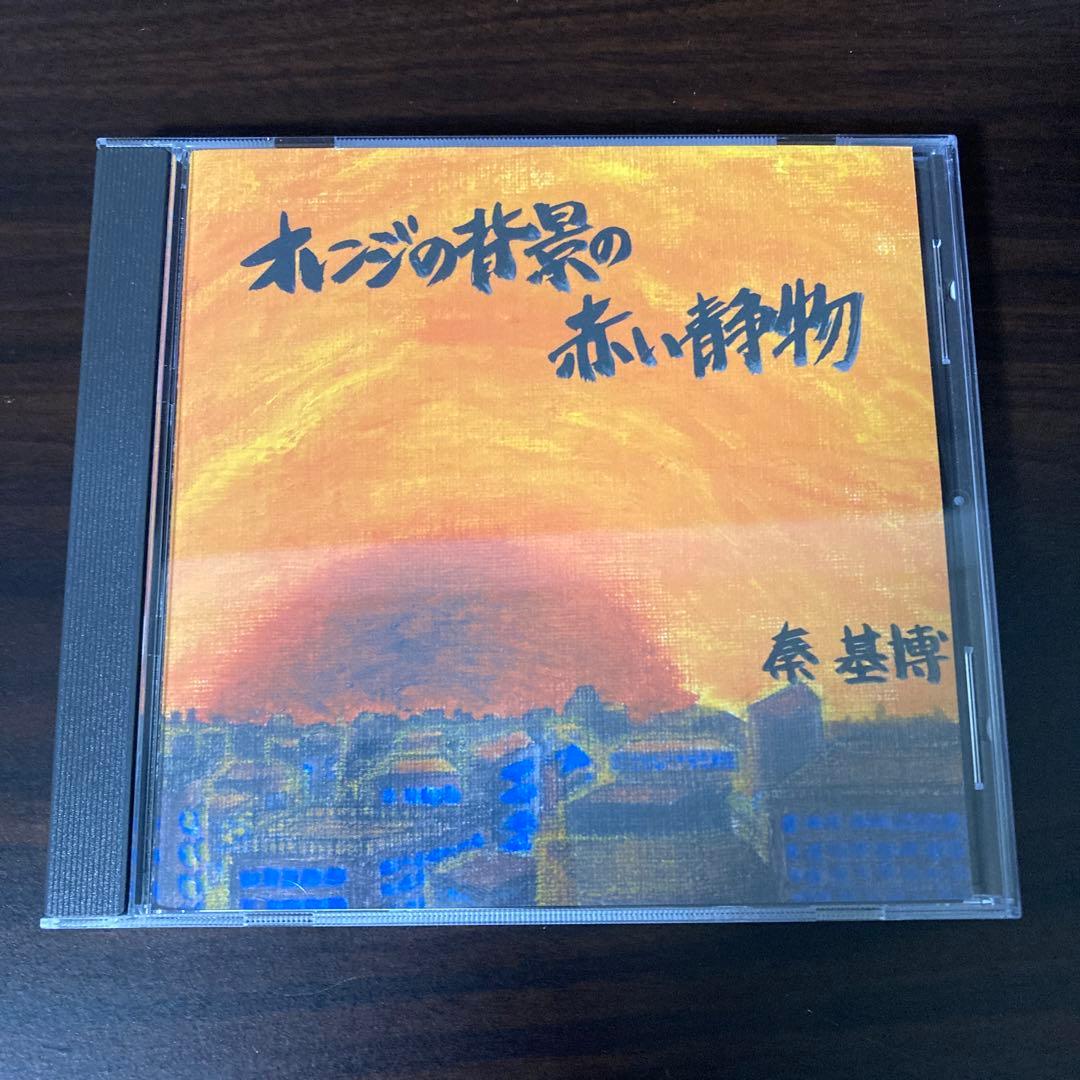 オレンジの背景の
赤い静物
秦 基博